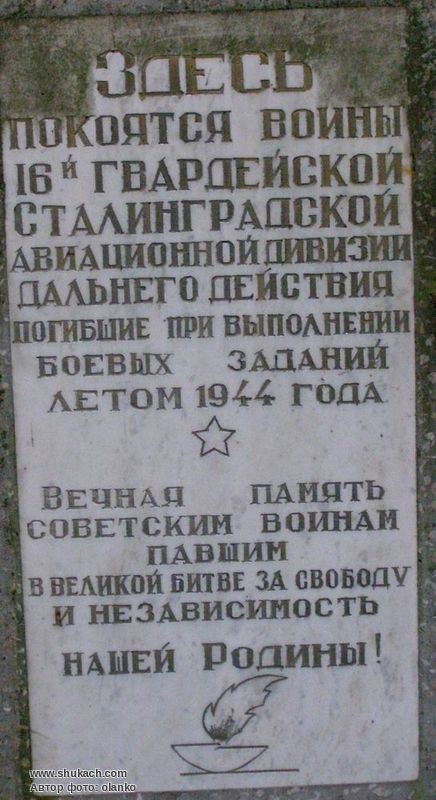 ЗДЕСЬ
ПОКОЯТСЯ ВОИНЫ
16й ГВАРДЕЙСКОЙ
СТАЛИНГРАДСКОЙ
АВИАЦИОННОЙ ДИВИЗИИ
ДАЛЬНЕГО ДЕЙСТВИЯ
ПОГИБШИЕ ПРИ ВЫПОЛНЕНИИ
БОЕВЫХ ЗАДАНИЙ
ЛЕТОМ 1944 ГОДА
ВЕЧНАЯ ПАМЯТЬ
СОВЕТСКИМ ВОИНАМ
ПАВШИМ
В ВЕЛИКОЙ БИТВЕ ЗА СВОБОДУ
И НЕЗАВИСИМОСТЬ
НАШЕЙ РОДИНЫ!
www.shukach.com
Автор фото: olanko